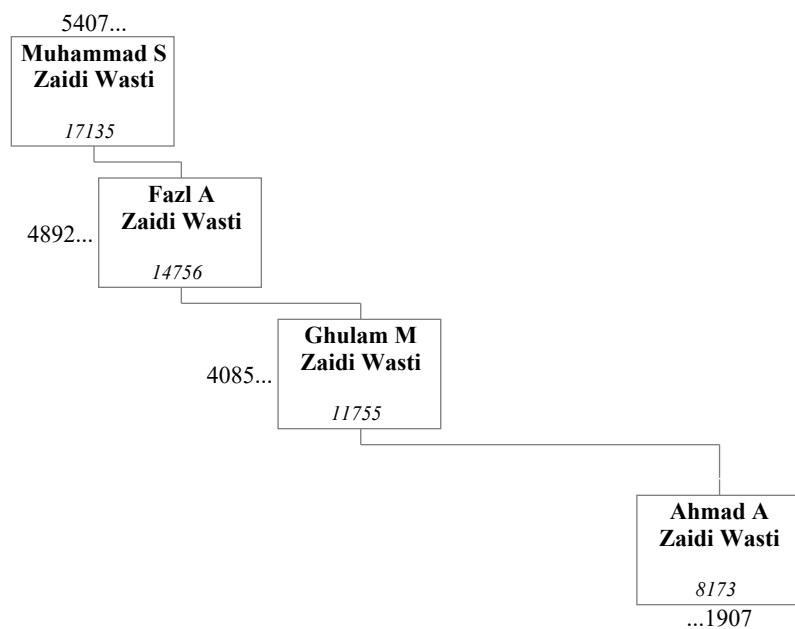 5407...
Muhammad S
Zaidi Wasti
17135
Fazl A
Zaidi Wasti
4892...
14756
Ghulam M
Zaidi Wasti
4085...
11755
Ahmad A
Zaidi Wasti
8173
...1907